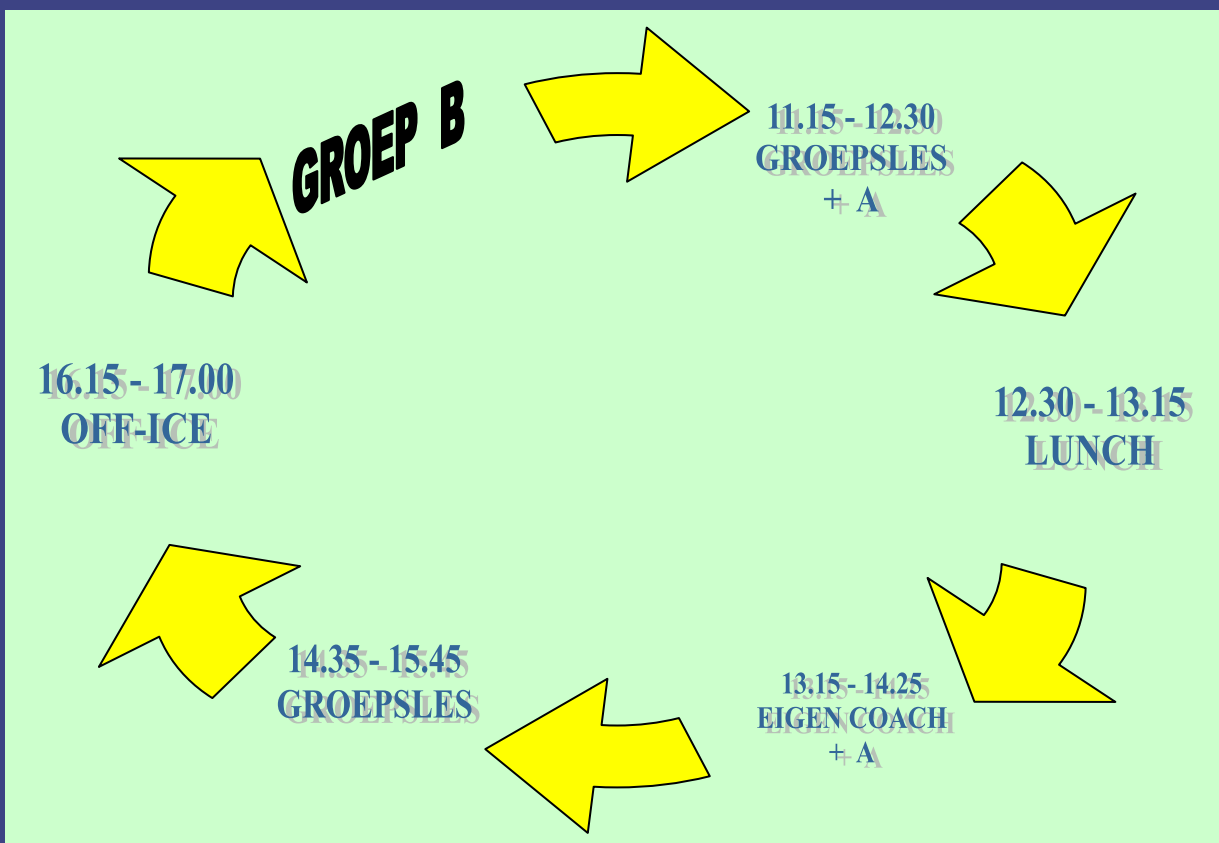 GROEP B
11.15 - 12.30
GROEPSLES
+ A
12.30 - 13.15
LUNCH
13.15 - 14.25
EIGEN COACH
+ A
14.35 - 15.45
GROEPSLES
16.15 - 17.00
OFF-ICE